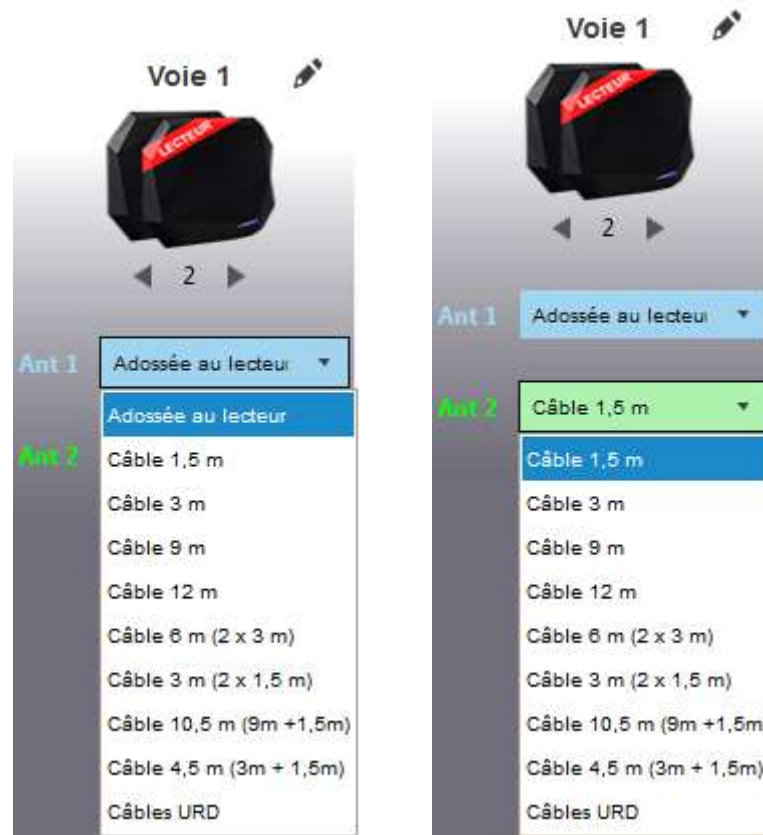 Voie 1
LECTEUR
2
Ant 1
Adossée au lecteu
Adossée au lecteur
Ant 2
Câble 1,5 m
Câble 3 m
Câble 9 m
Câble 12 m
Câble 6 m (2 x 3 m)
Câble 3 m (2 x 1,5 m)
Câble 10,5 m (9m +1,5m)
Câble 4,5 m (3m + 1,5m)
Câbles URD
Voie 1
LECTEUR
2
Ant 1
Adossée au lecteu
Ant 2
Câble 1,5 m
Câble 1,5 m
Câble 3 m
Câble 9 m
Câble 12 m
Câble 6 m (2 x 3 m)
Câble 3 m (2 x 1,5 m)
Câble 10,5 m (9m +1,5m
Câble 4,5 m (3m + 1,5m)
Câbles URD